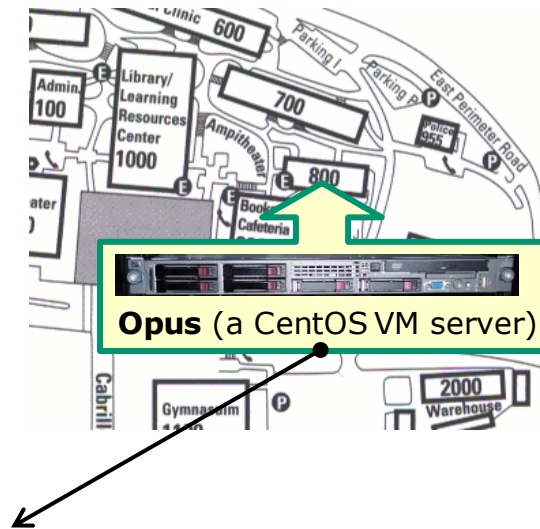 Clinic
600
Parking I
Parking P
East Perimeter Road
P
Admin.
100
E
Library/
Learning
Resources
Center
1000
700
Police
955
P
Ampitheater
E
E
800
Cafeteria
Opus (a CentOS VM server)
Gymnasuim
P
2000
Warehouse